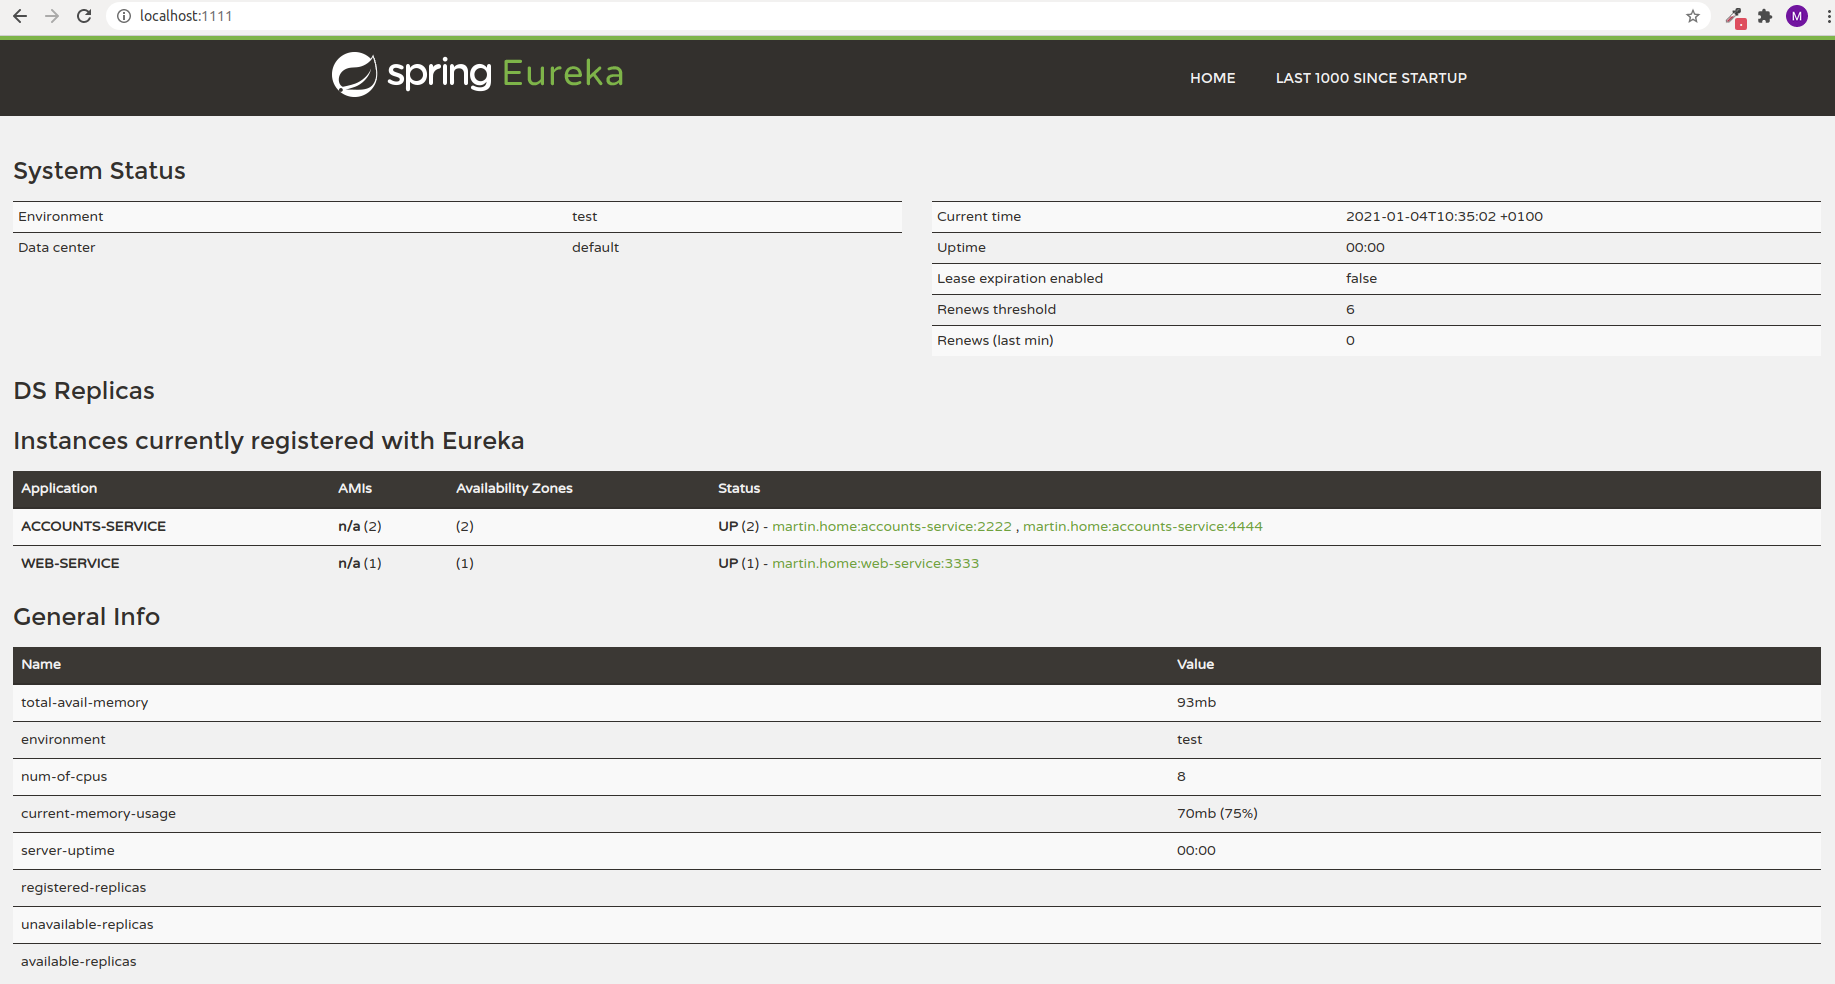 localhost:1111
M
spring Eureka
HOME LAST 1000 SINCE STARTUP
System Status
Environment test
Data center default
Current time 2021-01-04T10:35:02 +0100
Uptime 00:00
Lease expiration enabled false
Renews threshold 6
Renews (last min) 0
DS Replicas
Instances currently registered with Eureka
Application AMIs Availability Zones Status
ACCOUNTS-SERVICE n/a (2) (2) UP (2) - martin.home:accounts-service:2222 , martin.home:accounts-service:4444
WEB-SERVICE n/a (1) (1) UP (1) - martin.home:web-service:3333
General Info
Name Value
total-avail-memory 93mb
environment test
num-of-cpus 8
current-memory-usage 70mb (75%)
server-uptime 00:00
registered-replicas
unavailable-replicas
available-replicas